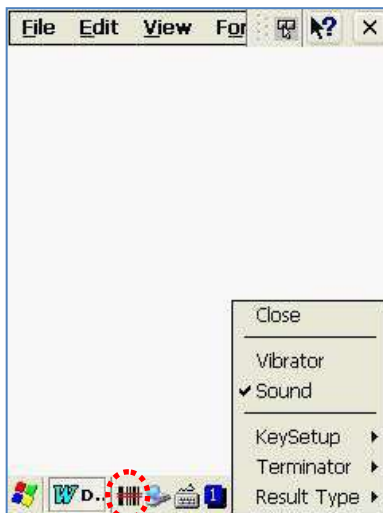 File Edit View For ?
Close
Vibrator
Sound
KeySetup
Terminator
W D.. 1 Result Type